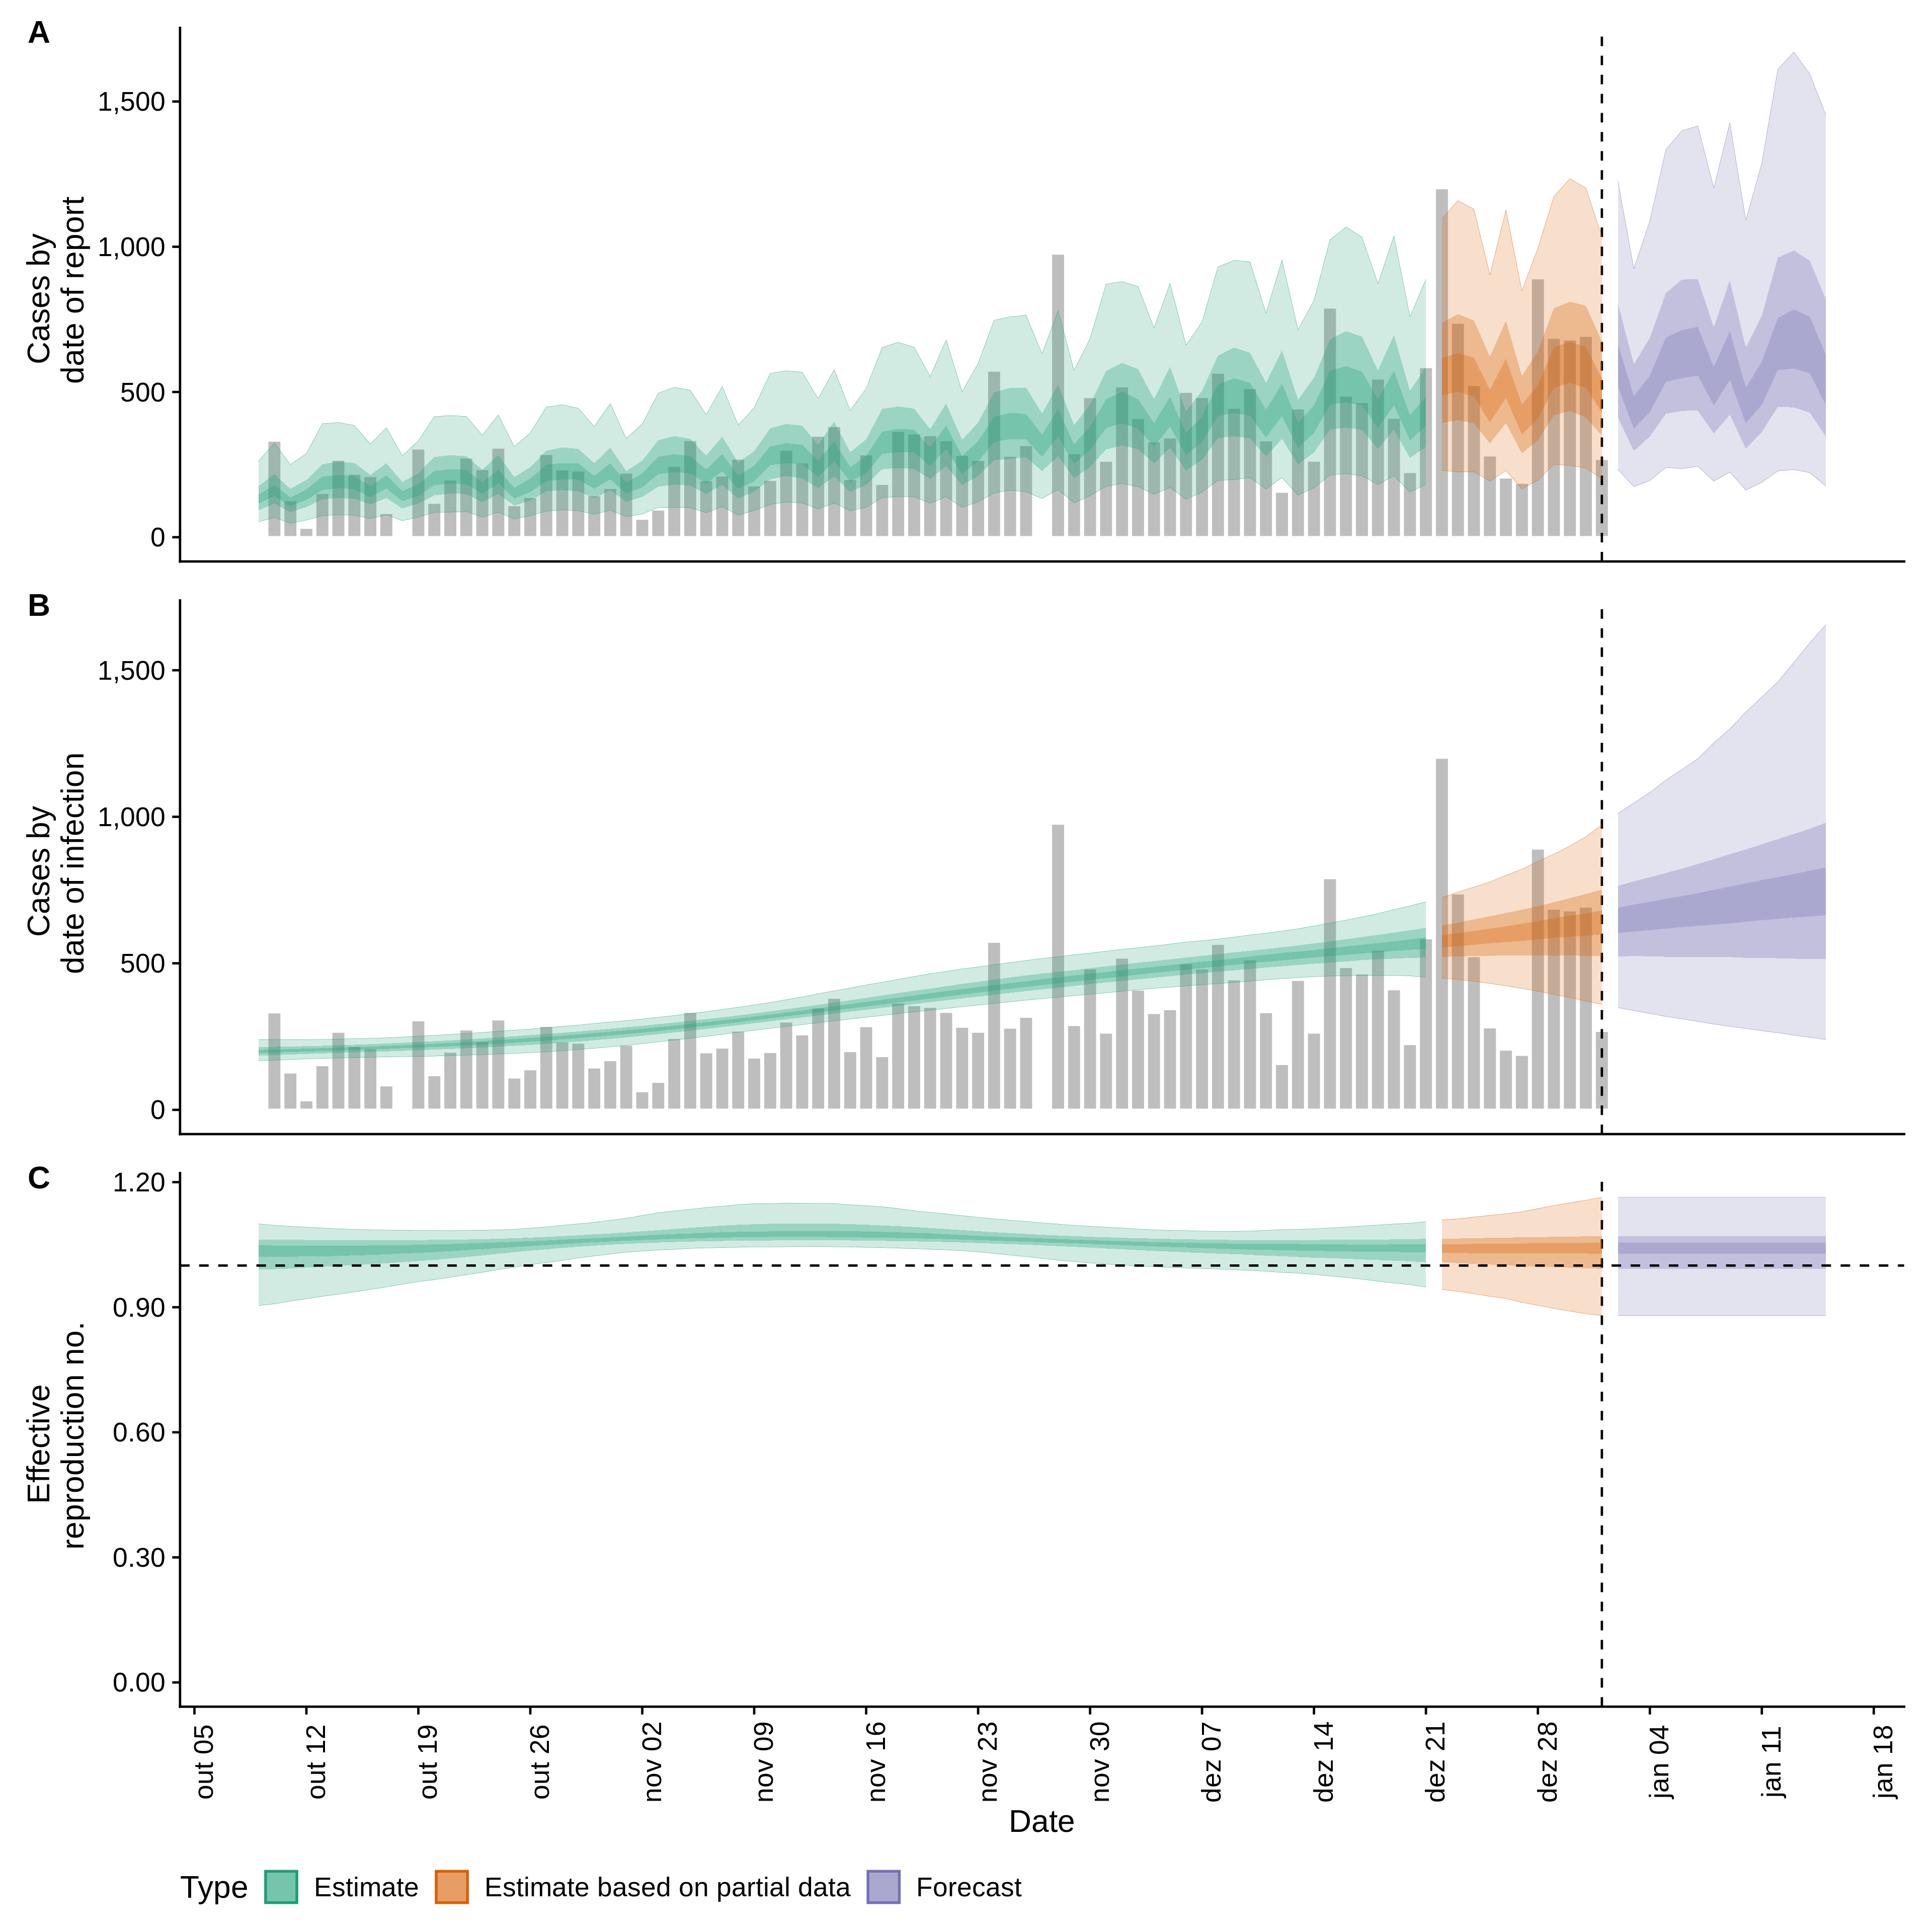 A
1,500
1,000
500
0
Cases by
date of report
B
1,500
1,000
500
0
Cases by
date of infection
C
1.20
0.90
0.60
0.30
0.00
Effective
reproduction no.
out 05
out 12
out 19
out 26
nov 02
nov 09
nov 16
nov 23
nov 30
dez 07
dez 14
dez 21
dez 28
jan 04
jan 11
jan 18
Date
Type Estimate Estimate based on partial data Forecast